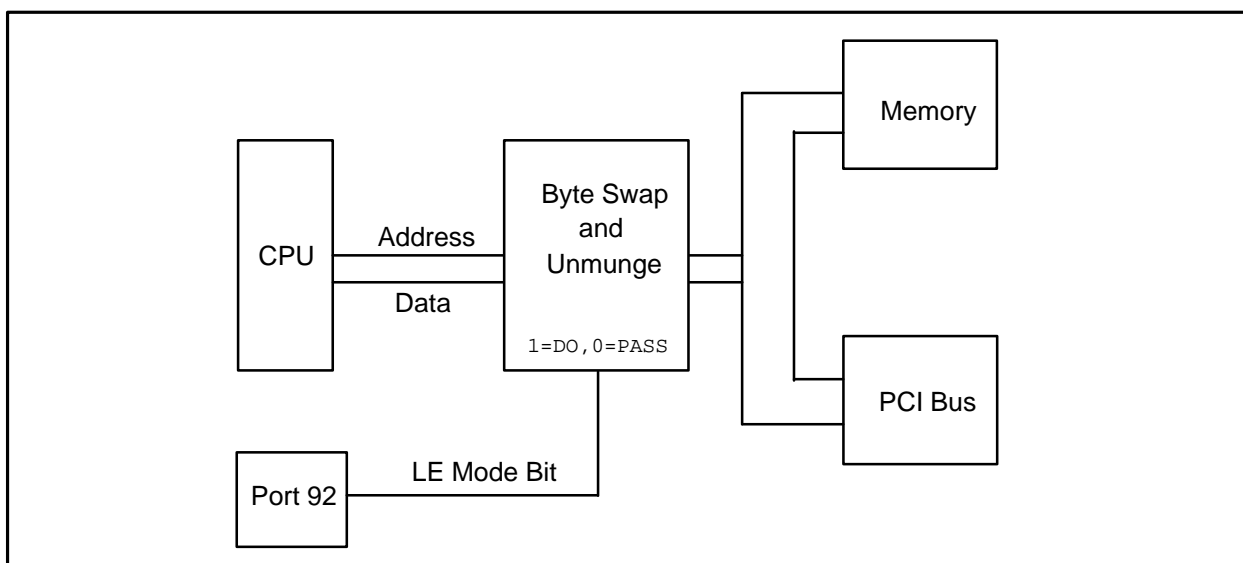 Memory
Byte Swap
and
Unmunge
Address
CPU
Data
1=DO,0=PASS
PCI Bus
LE Mode Bit
Port 92